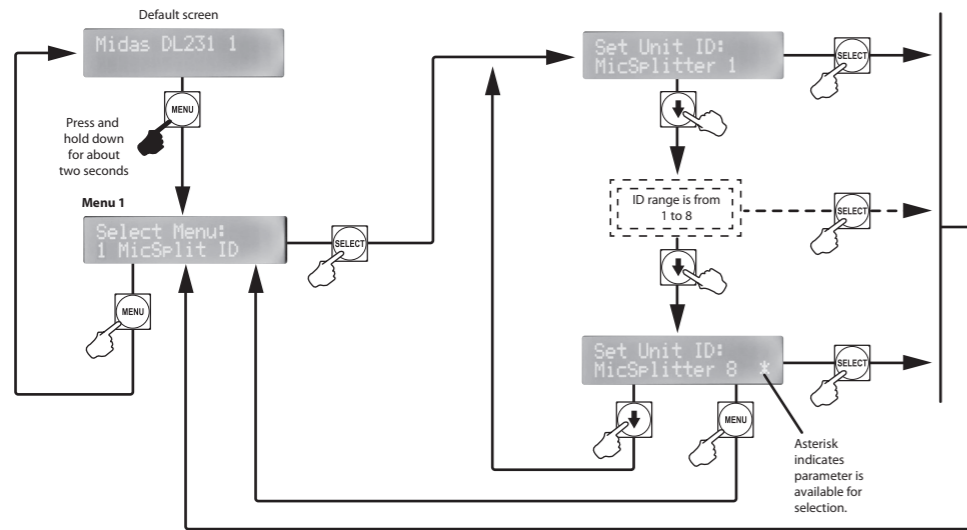 Default screen
Midas DL231 1
MENU
Press and
hold down
for about
two seconds
Menu 1
Select Menu:
1 MicSplit ID
SELECT
MENU
Set Unit ID:
MicSplitter 1
SELECT
ID range is from
1 to 8
SELECT
Set Unit ID:
MicSplitter 8 *
SELECT
MENU
Asterisk
indicates
parameter is
available for
selection.